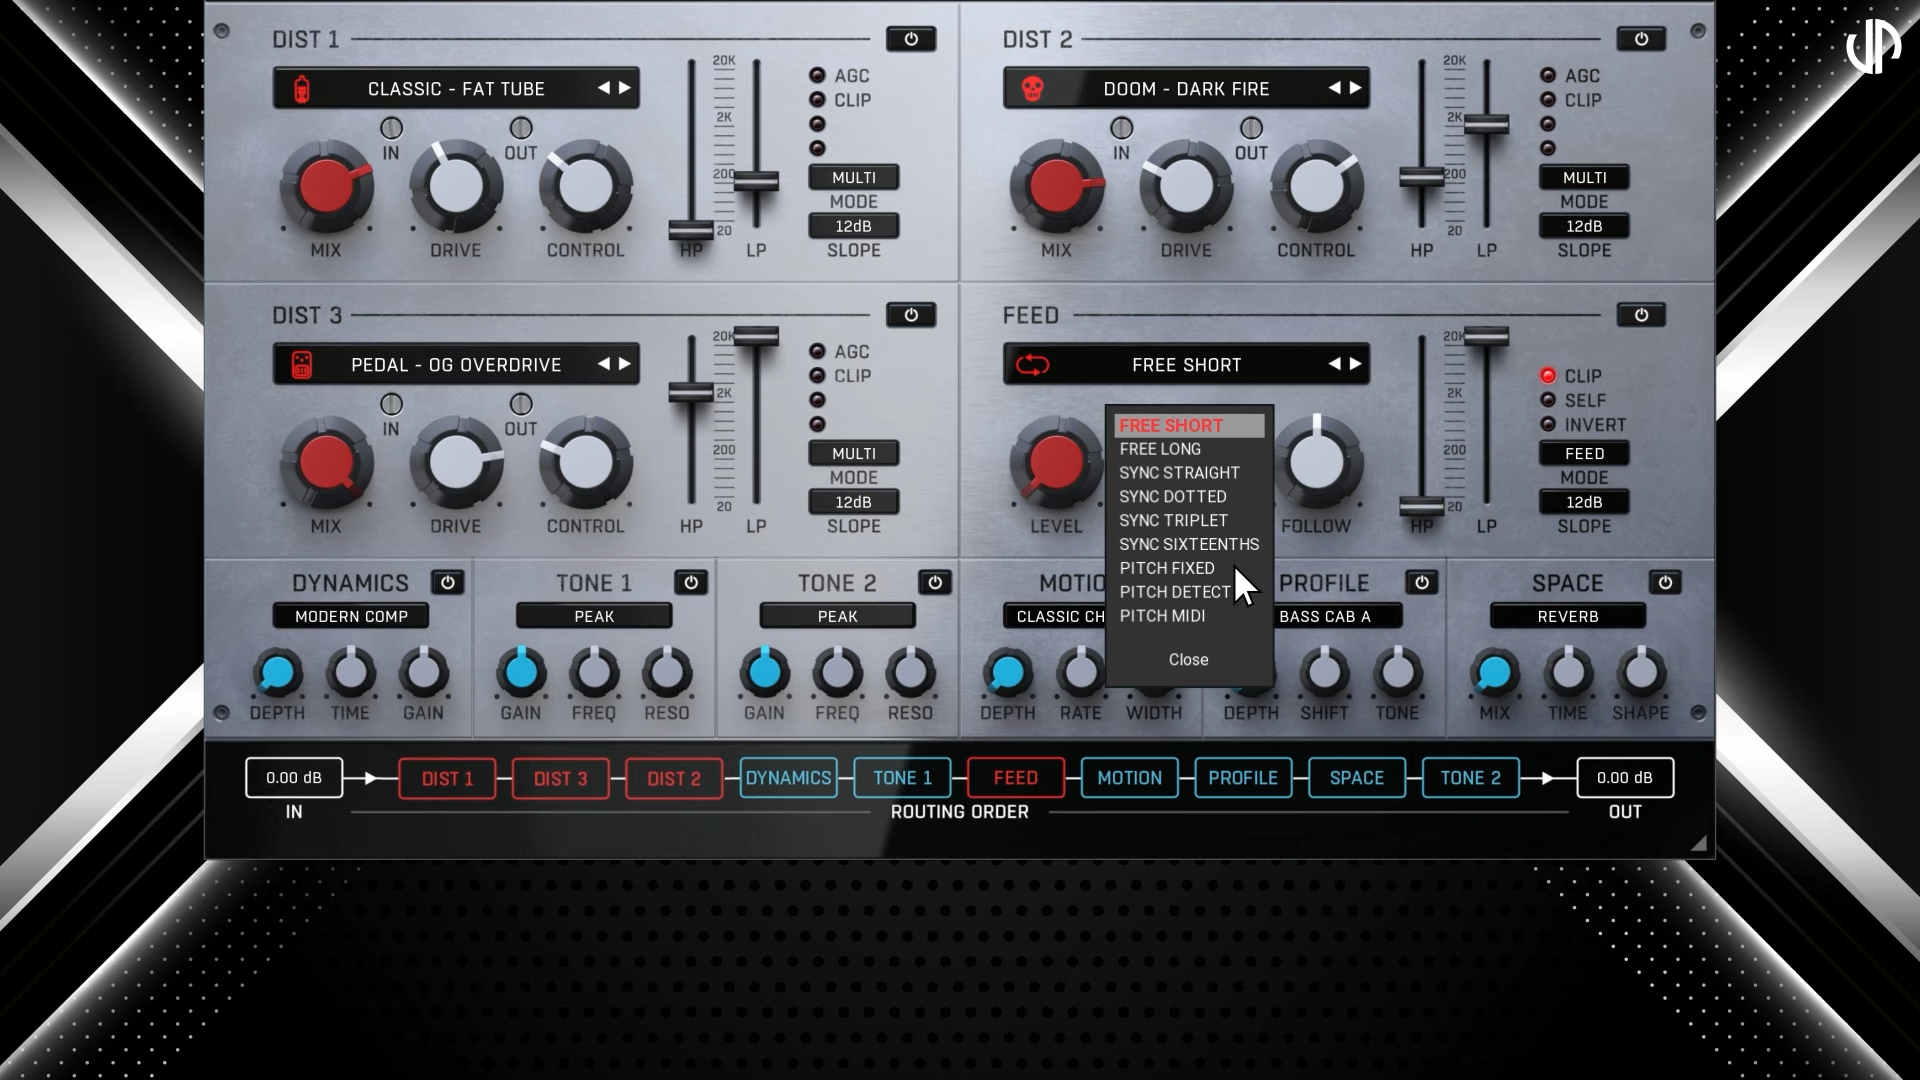 DIST 1
CLASSIC - FAT TUBE
IN
OUT
MIX
DRIVE
CONTROL
20K
2K
200
20
HP
LP
AGC
CLIP
MULTI
MODE
12dB
SLOPE
DIST 2
DOOM - DARK FIRE
IN
OUT
MIX
DRIVE
CONTROL
20K
2K
200
20
HP
LP
AGC
CLIP
MULTI
MODE
12dB
SLOPE
DIST 3
PEDAL - OG OVERDRIVE
IN
OUT
MIX
DRIVE
CONTROL
20K
2K
200
20
HP
LP
AGC
CLIP
MULTI
MODE
12dB
SLOPE
FEED
FREE SHORT
LEVEL
FOLLOW
20K
2K
200
20
HP
LP
CLIP
SELF
INVERT
FEED
MODE
12dB
SLOPE
FREE SHORT
FREE LONG
SYNC STRAIGHT
SYNC DOTTED
SYNC TRIPLET
SYNC SIXTEENTHS
PITCH FIXED
PITCH DETECT
PITCH MIDI
Close
DYNAMICS
MODERN COMP
DEPTH TIME GAIN
TONE 1
PEAK
GAIN FREQ RESO
TONE 2
PEAK
GAIN FREQ RESO
MOTIO
CLASSIC CH
DEPTH RATE WIDTH
PROFILE
BASS CAB A
DEPTH SHIFT TONE
SPACE
REVERB
MIX TIME SHAPE
0.00 dB DIST 1 DIST 3 DIST 2 DYNAMICS TONE 1 FEED MOTION PROFILE SPACE TONE 2 0.00 dB
IN ROUTING ORDER OUT